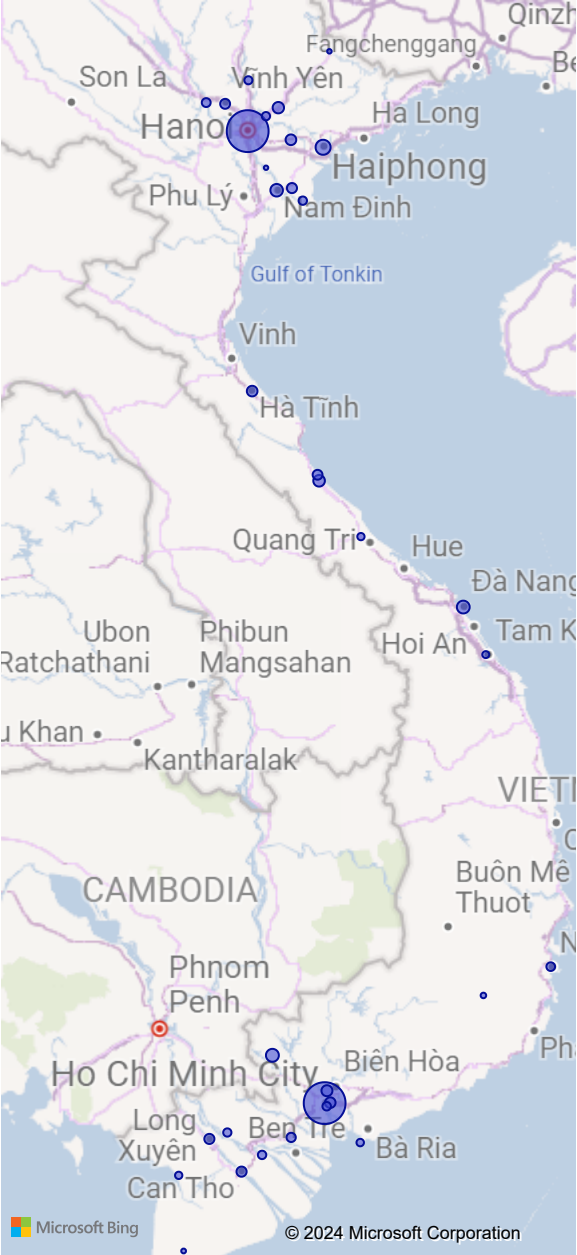 Qinzh
Fangchenggang
Be
Son La
Vĩnh Yên
Ha Long
Hano
Haiphong
Phu Lý
Nam Đinh
Gulf of Tonkin
Vinh
Hà Tĩnh
Quang Tri
Hue
Đà Nang
Ubon
Ratchathani
Phibun
Mangsahan
Hoi An
Tam K
u Khan
Kantharalak
VIETN
Buôn Mê
Thuot
CAMBODIA
N
Phnom
Penh
Pha
Ho Chi Minh City
Biên Hòa
Long
Xuyên
Ben Tre
Bà Ria
Can Tho
Microsoft Bing
© 2024 Microsoft Corporation